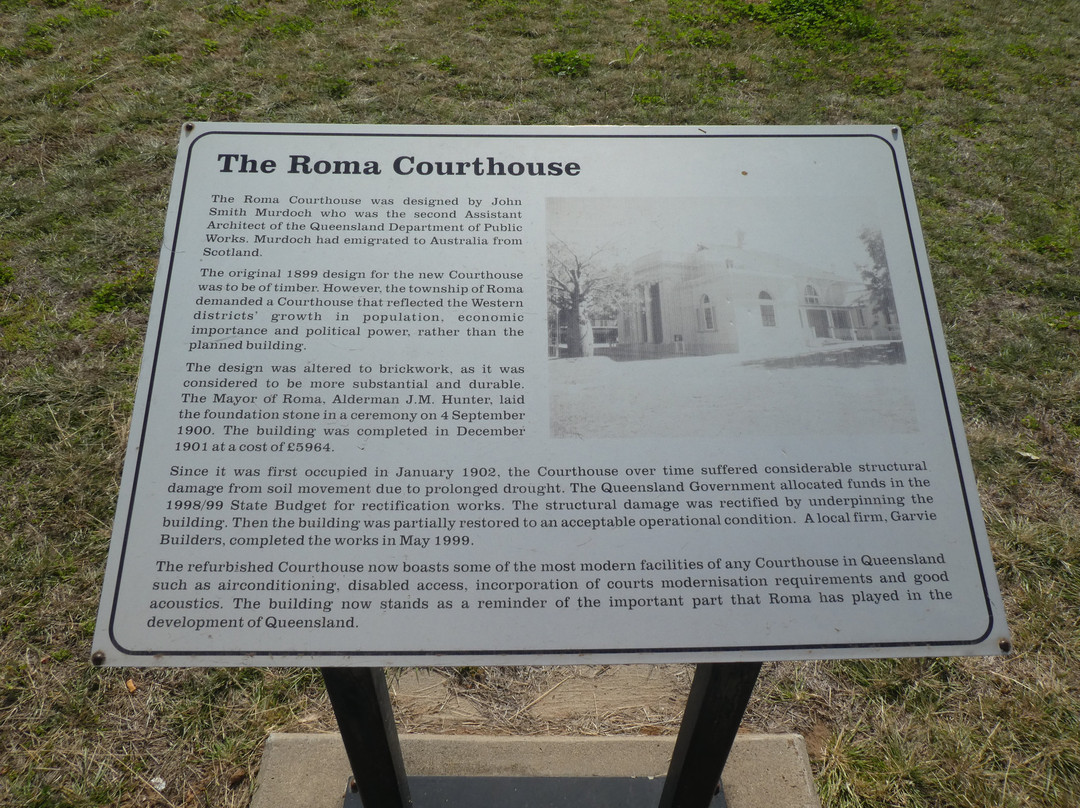 The Roma Courthouse
The Roma Courthouse was designed by John
Smith Murdoch who was the second Assistant
Architect of the Queensland Department of Public
Works. Murdoch had emigrated to Australia from
Scotland.
The original 1899 design for the new Courthouse
was to be of timber. However, the township of Roma
demanded a Courthouse that reflected the Western
districts' growth in population, economic
importance and political power, rather than the
planned building.
The design was altered to brickwork, as it was
considered to be more substantial and durable.
The Mayor of Roma, Alderman J.M. Hunter, laid
the foundation stone in a ceremony on 4 September
1900. The building was completed in December
1901 at a cost of £5964.
Since it was first occupied in January 1902, the Courthouse over time suffered considerable structural
damage from soil movement due to prolonged drought. The Queensland Government allocated funds in the
1998/99 State Budget for rectification works. The structural damage was rectified by underpinning the
building. Then the building was partially restored to an acceptable operational condition. A local firm, Garvie
Builders, completed the works in May 1999.
The refurbished Courthouse now boasts some of the most modern facilities of any Courthouse in Queensland
such as airconditioning, disabled access, incorporation of courts modernisation requirements and good
acoustics. The building now stands as a reminder of the important part that Roma has played in the
development of Queensland.